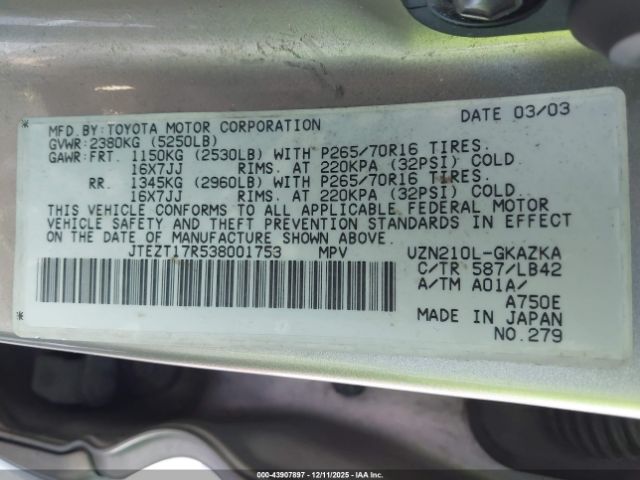 DATE 03/03
MFD.BY:TOYOTA MOTOR CORPORATION
GVWR:2380KG (5250LB)
GAWR:FRT. 1150KG (2530LB) WITH P265/70R16 TIRES.
16X7JJ RIMS. AT 220KPA (32PSI) COLD.
RR. 1345KG (2960LB) WITH P265/70R16 TIRES.
16X7JJ RIMS. AT 220KPA (32PSI) COLD.
THIS VEHICLE CONFORMS TO ALL APPLICABLE FEDERAL MOTOR
VEHICLE SAFETY AND THEFT PREVENTION STANDARDS IN EFFECT
ON THE DATE OF MANUFACTURE SHOWN ABOVE.
*JTEZT17R538001753* MPV UZN210L-GKAZKA
C/TR 587/LB42
A/TM A01A/
A750E
MADE IN JAPAN
NO.279
000-43907897 - 12/11/2025 - COPART.COM